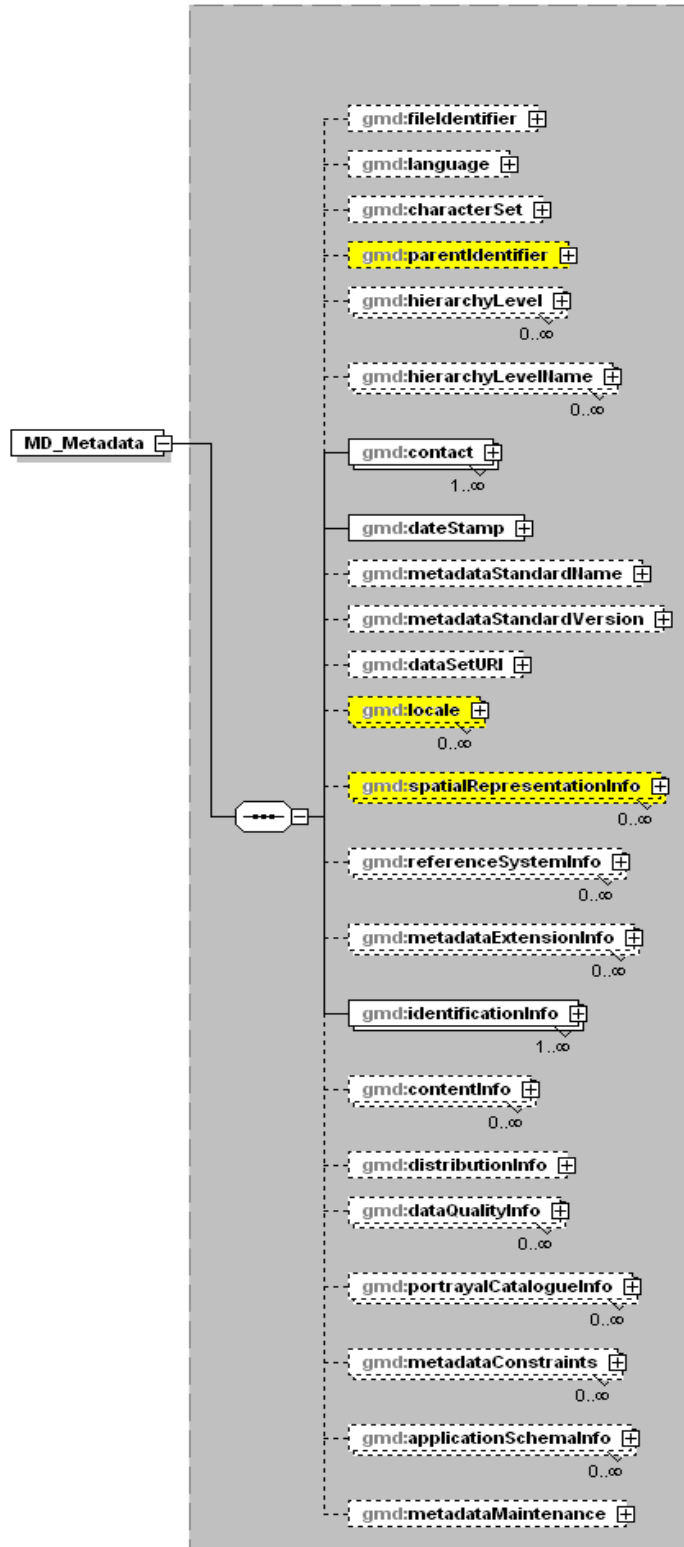 gmd:fileIdentifier
gmd:language
gmd:characterSet
gmd:parentIdentifier
gmd:hierarchyLevel
0..∞
gmd:hierarchyLevelName
0..∞
MD_Metadata
gmd:contact
1..∞
gmd:dateStamp
gmd:metadataStandardName
gmd:metadataStandardVersion
gmd:dataSetURI
gmd:locale
0..∞
gmd:spatialRepresentationInfo
0..∞
gmd:referenceSystemInfo
0..∞
gmd:metadataExtensionInfo
0..∞
gmd:identificationInfo
1..∞
gmd:contentInfo
0..∞
gmd:distributionInfo
gmd:dataQualityInfo
0..∞
gmd:portrayalCatalogueInfo
0..∞
gmd:metadataConstraints
0..∞
gmd:applicationSchemaInfo
0..∞
gmd:metadataMaintenance